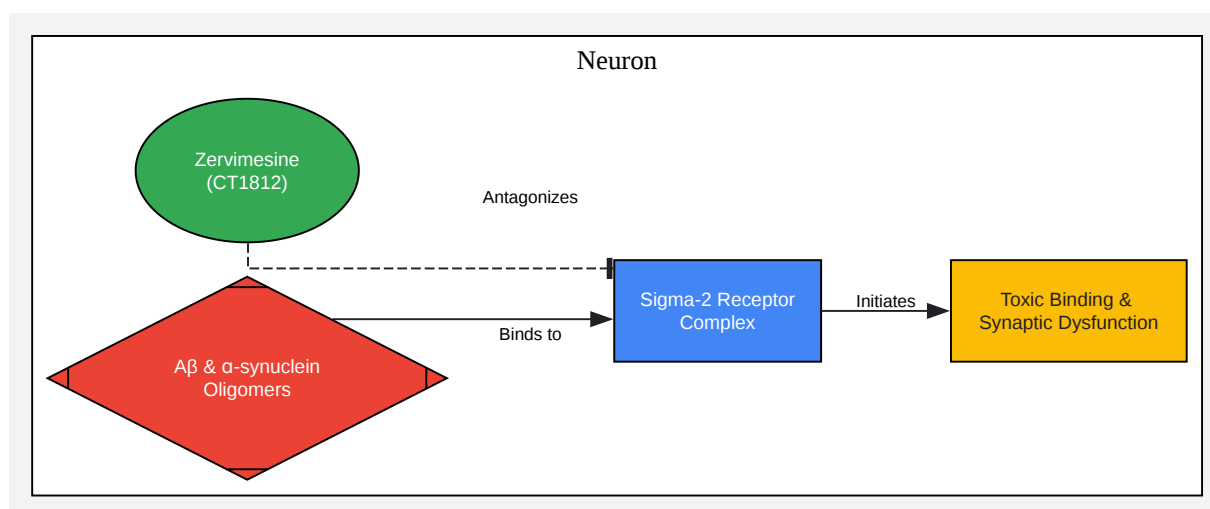 Neuron
Zervimesine
(CT1812)
Antagonizes
Aβ & α-synuclein
Oligomers
Binds to
Sigma-2 Receptor
Complex
Initiates
Toxic Binding &
Synaptic Dysfunction